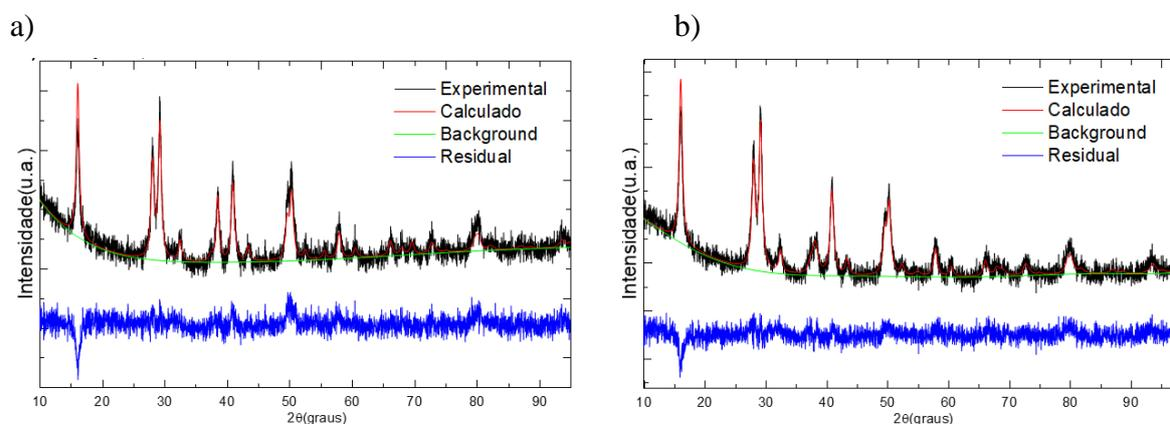 a)
b)
Experimental
Calculado
Background
Residual
Intensidade(u.a.)
10 20 30 40 50 60 70 80 90
2θ(graus)
Experimental
Calculado
Background
Residual
Intensidade(u.a.)
10 20 30 40 50 60 70 80 90
2θ(graus)